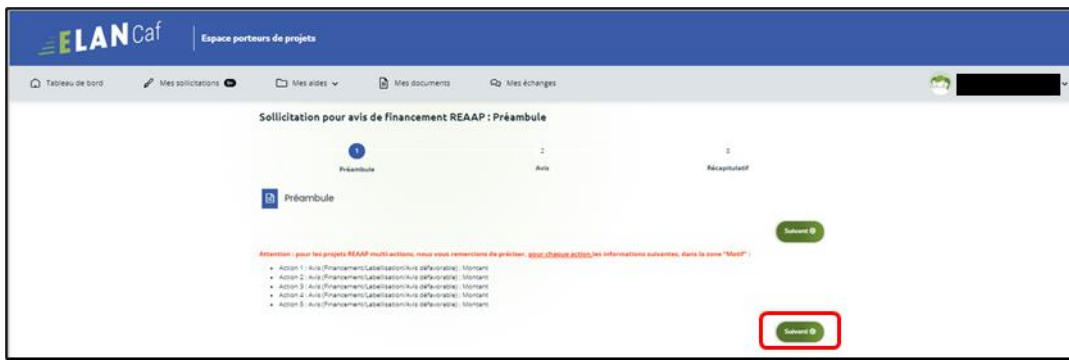 ELAN Caf
Espace porteurs de projets
Tableau de bord
Mes sollicitations
Mes aides
Mes documents
Mes échanges
Sollicitation pour avis de financement REAAP : Préambule
1
2
3
Préambule
Avis
Récapitulatif
Préambule
Suivant
Attention : pour les projets REAAP multi-actions, nous vous remercions de préciser, pour chaque action, les informations suivantes, dans la zone "Motif" :
Action 1 : Avis (Financement/Labellisation/Avis défavorable) ; Montant
Action 2 : Avis (Financement/Labellisation/Avis défavorable) ; Montant
Action 3 : Avis (Financement/Labellisation/Avis défavorable) ; Montant
Action 4 : Avis (Financement/Labellisation/Avis défavorable) ; Montant
Action 5 : Avis (Financement/Labellisation/Avis défavorable) ; Montant
Suivant